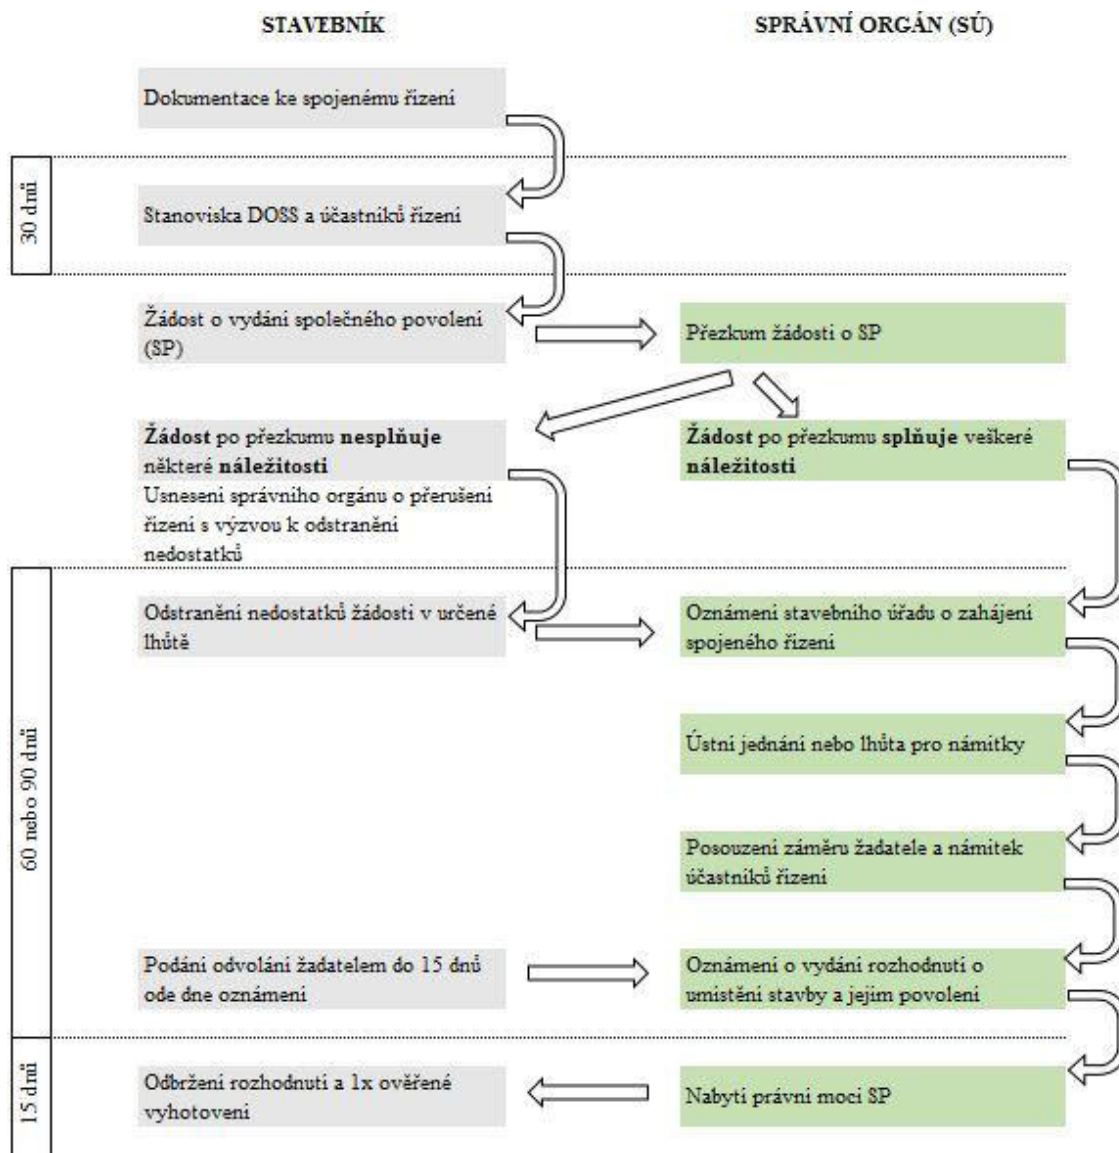 STAVEBNÍK
SPRÁVNÍ ORGÁN (SÚ)
Dokumentace ke spojenému řízení
30 dnů
Stanoviska DOSS a účastníků řízení
Žádost o vydání společného povolení
(SP)
Přezkum žádosti o SP
Žádost po přezkumu nesplňuje
některé náležitosti
Usnesení správního orgánu o přerušení
řízení s výzvou k odstranění
nedostatků
Žádost po přezkumu splňuje veškeré
náležitosti
60 nebo 90 dnů
Odstranění nedostatků žádosti v určené
lhůtě
Oznámení stavebního úřadu o zahájení
spojeného řízení
Ústní jednání nebo lhůta pro námitky
Posouzení záměru žadatele a námitek
účastníků řízení
Podání odvolání žadatelem do 15 dnů
ode dne oznámení
Oznámení o vydání rozhodnutí o
umístění stavby a jejím povolení
15 dnů
Odbržení rozhodnutí a 1x ověřené
vyhotovení
Nabytí právní moci SP